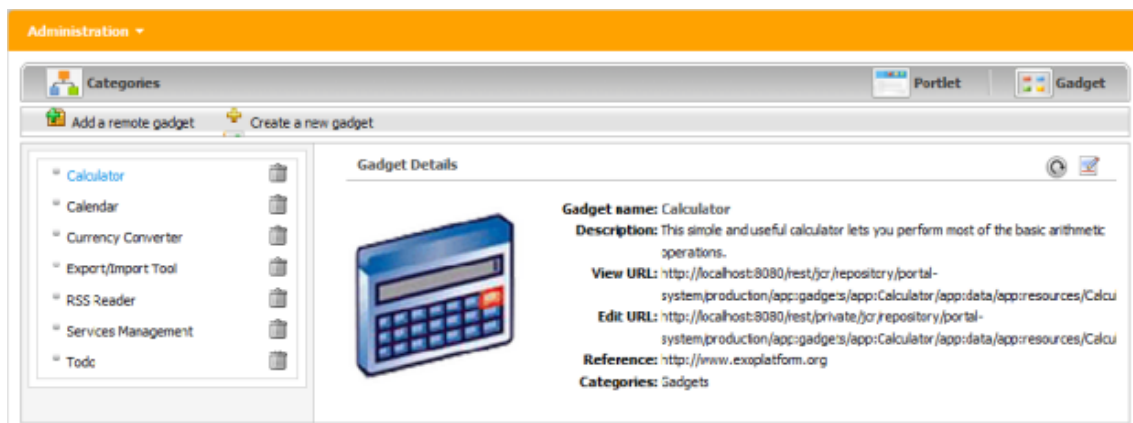 Administration
Categories
Portlet
Gadget
Add a remote gadget
Create a new gadget
Calculator
Calendar
Currency Converter
Export/Import Tool
RSS Reader
Services Management
Todo
Gadget Details
Gadget name: Calculator
Description: This simple and useful calculator lets you perform most of the basic arithmetic
operations.
View URL: http://localhost:8080/rest/jcr/repository/portal-
system/production/app:gadgets/app:Calculator/app:data/app:resources/Calcu
Edit URL: http://localhost:8080/rest/private/jcr/repository/portal-
system/production/app:gadgets/app:Calculator/app:data/app:resources/Calcu
Reference: http://www.exoplatform.org
Categories: Gadgets